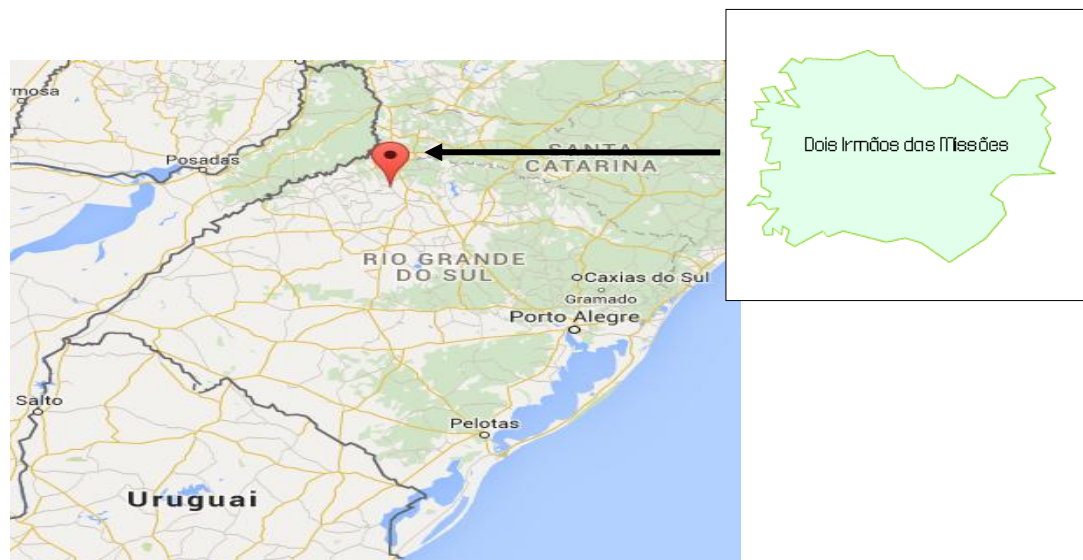 rmosa
Posadas
SANTA
CATARINA
RIO GRANDE
DO SUL
Caxias do Sul
Gramado
Porto Alegre
Salto
Pelotas
Uruguai
Dois Irmãos das Missões